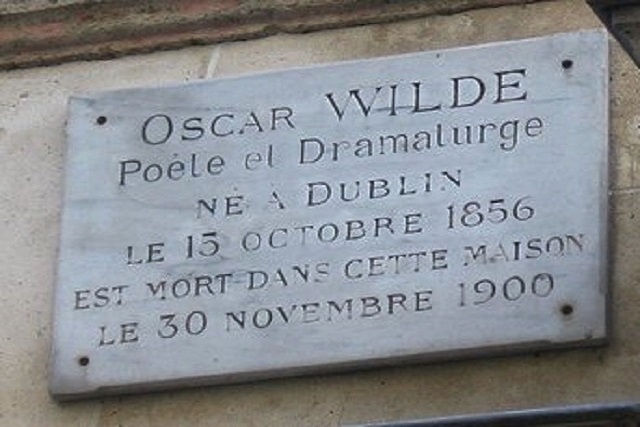 OSCAR WILDE
Poéte et Dramaturge
NÉ A DUBLIN
LE 15 OCTOBRE 1856
EST MORT DANS CETTE MAISON
LE 30 NOVEMBRE 1900